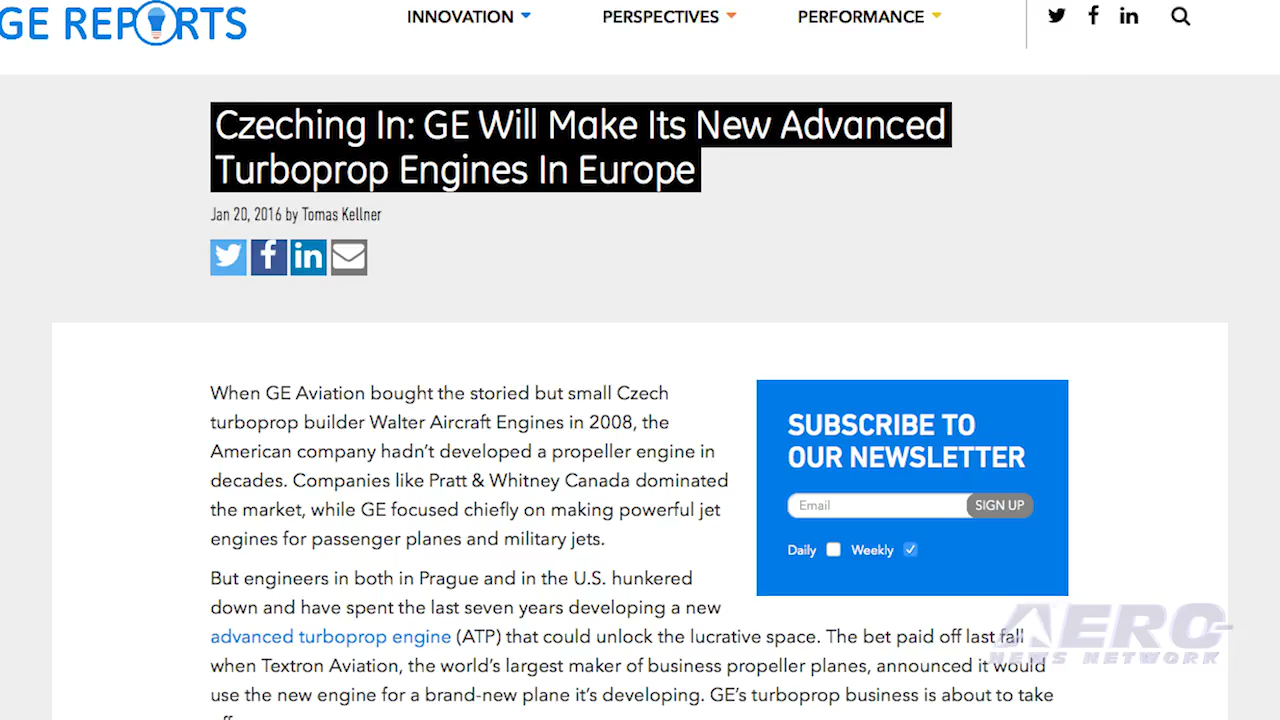 GE REPORTS
INNOVATION
PERSPECTIVES
PERFORMANCE
Czeching In: GE Will Make Its New Advanced
Turboprop Engines In Europe
Jan 20, 2016 by Tomas Kellner
When GE Aviation bought the storied but small Czech
turboprop builder Walter Aircraft Engines in 2008, the
American company hadn't developed a propeller engine in
decades. Companies like Pratt & Whitney Canada dominated
the market, while GE focused chiefly on making powerful jet
engines for passenger planes and military jets.
SUBSCRIBE TO
OUR NEWSLETTER
Email
SIGN UP
Daily
Weekly
But engineers in both in Prague and in the U.S. hunkered
down and have spent the last seven years developing a new
advanced turboprop engine (ATP) that could unlock the lucrative space. The bet paid off last fall
when Textron Aviation, the world's largest maker of business propeller planes, announced it would
use the new engine for a brand-new plane it's developing. GE's turboprop business is about to take
AERO
NEWS NETWORK